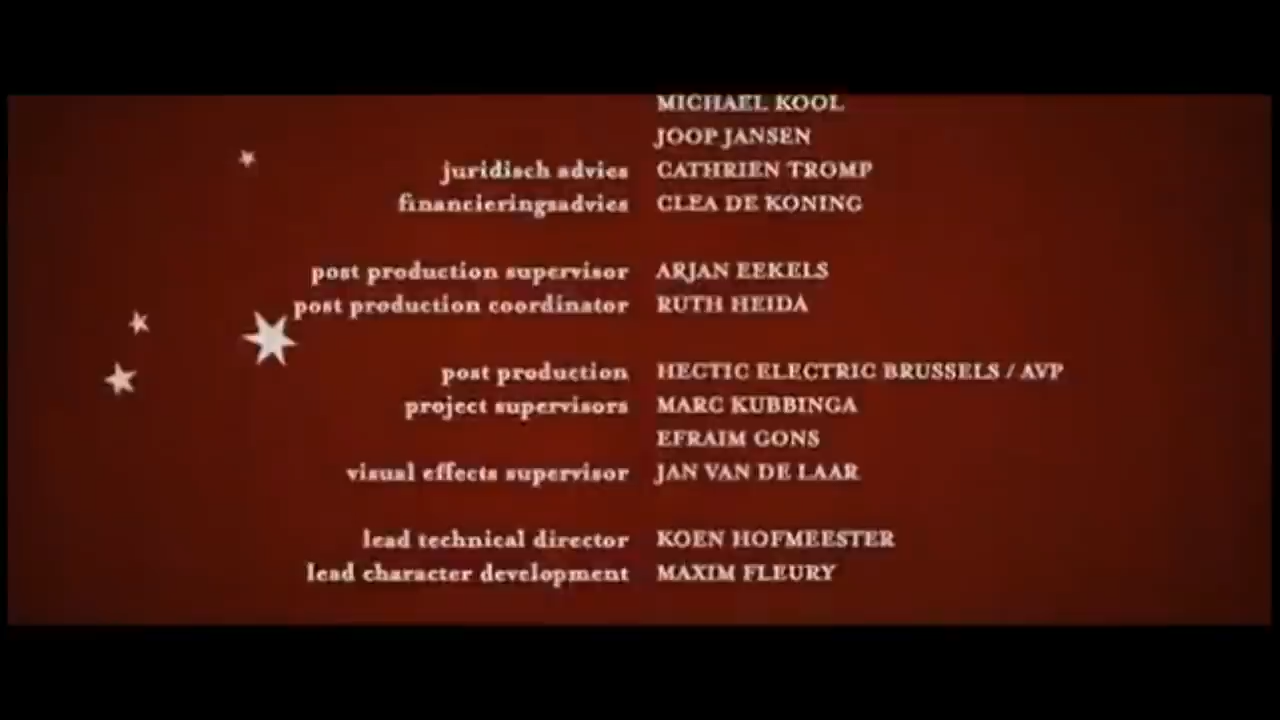 MICHAEL KOOL
JOOP JANSEN
juridisch advies CATHRIEN TROMP
financieringsadvies CLEA DE KONING
post production supervisor ARJAN EEKELS
post production coordinator RUTH HEIDA
post production HECTIC ELECTRIC BRUSSELS / AVP
project supervisors MARC KUBBINGA
EFRAIM GONS
visual effects supervisor JAN VAN DE LAAR
lead technical director KOEN HOFMEESTER
lead character development MAXIM FLEURY